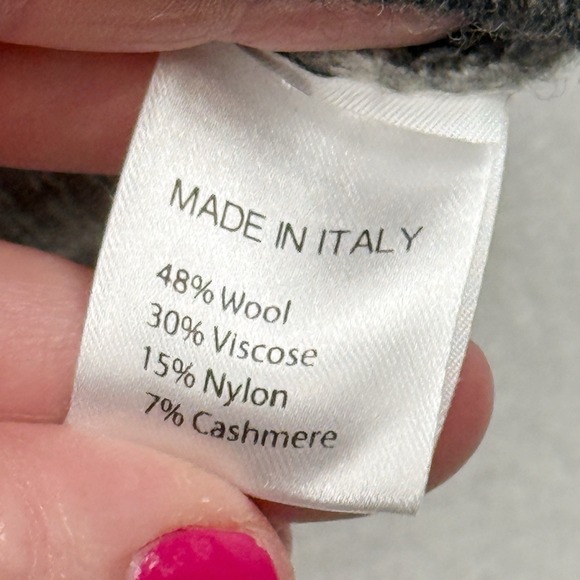 MADE IN ITALY
48% Wool
30% Viscose
15% Nylon
7% Cashmere